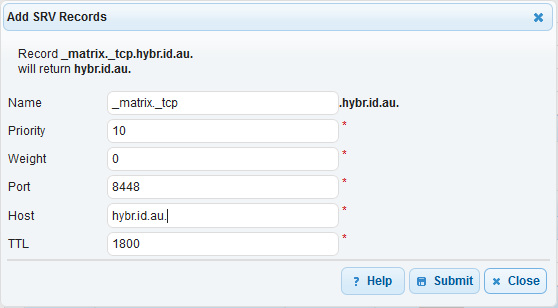 Add SRV Records
Record _matrix._tcp.hybr.id.au.
will return hybr.id.au.
Name _matrix._tcp .hybr.id.au.
Priority 10 *
Weight 0 *
Port 8448 *
Host hybr.id.au. *
TTL 1800 *
? Help Submit × Close